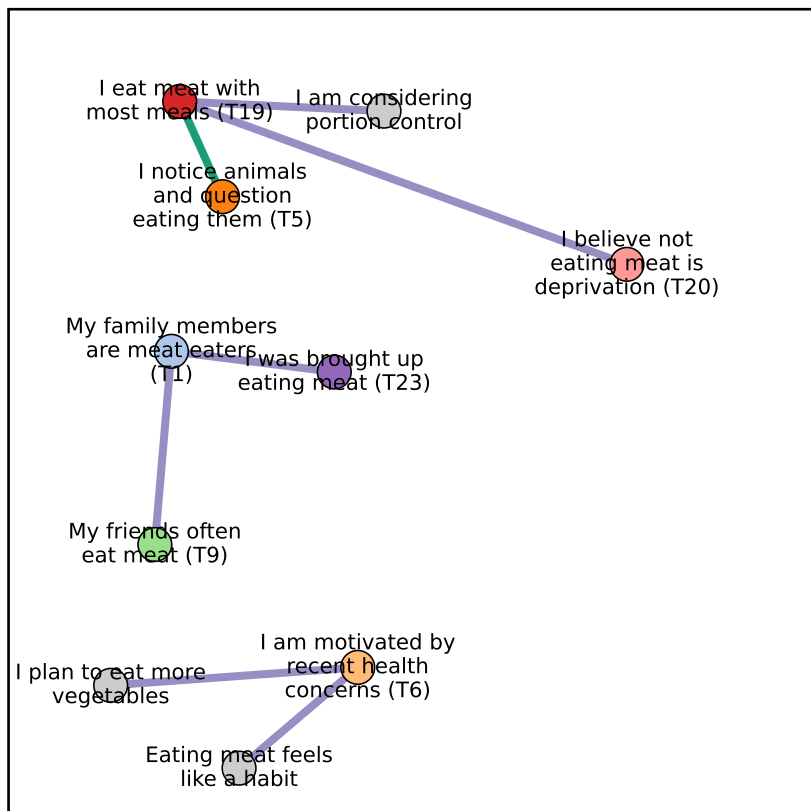 I eat meat with
most meals (T19)
I am considering
portion control
I notice animals
and question
eating them (T5)
I believe not
eating meat is
deprivation (T20)
My family members
are meat eaters
(T1)
I was brought up
eating meat (T23)
My friends often
eat meat (T9)
I am motivated by
recent health
concerns (T6)
I plan to eat more
vegetables
Eating meat feels
like a habit